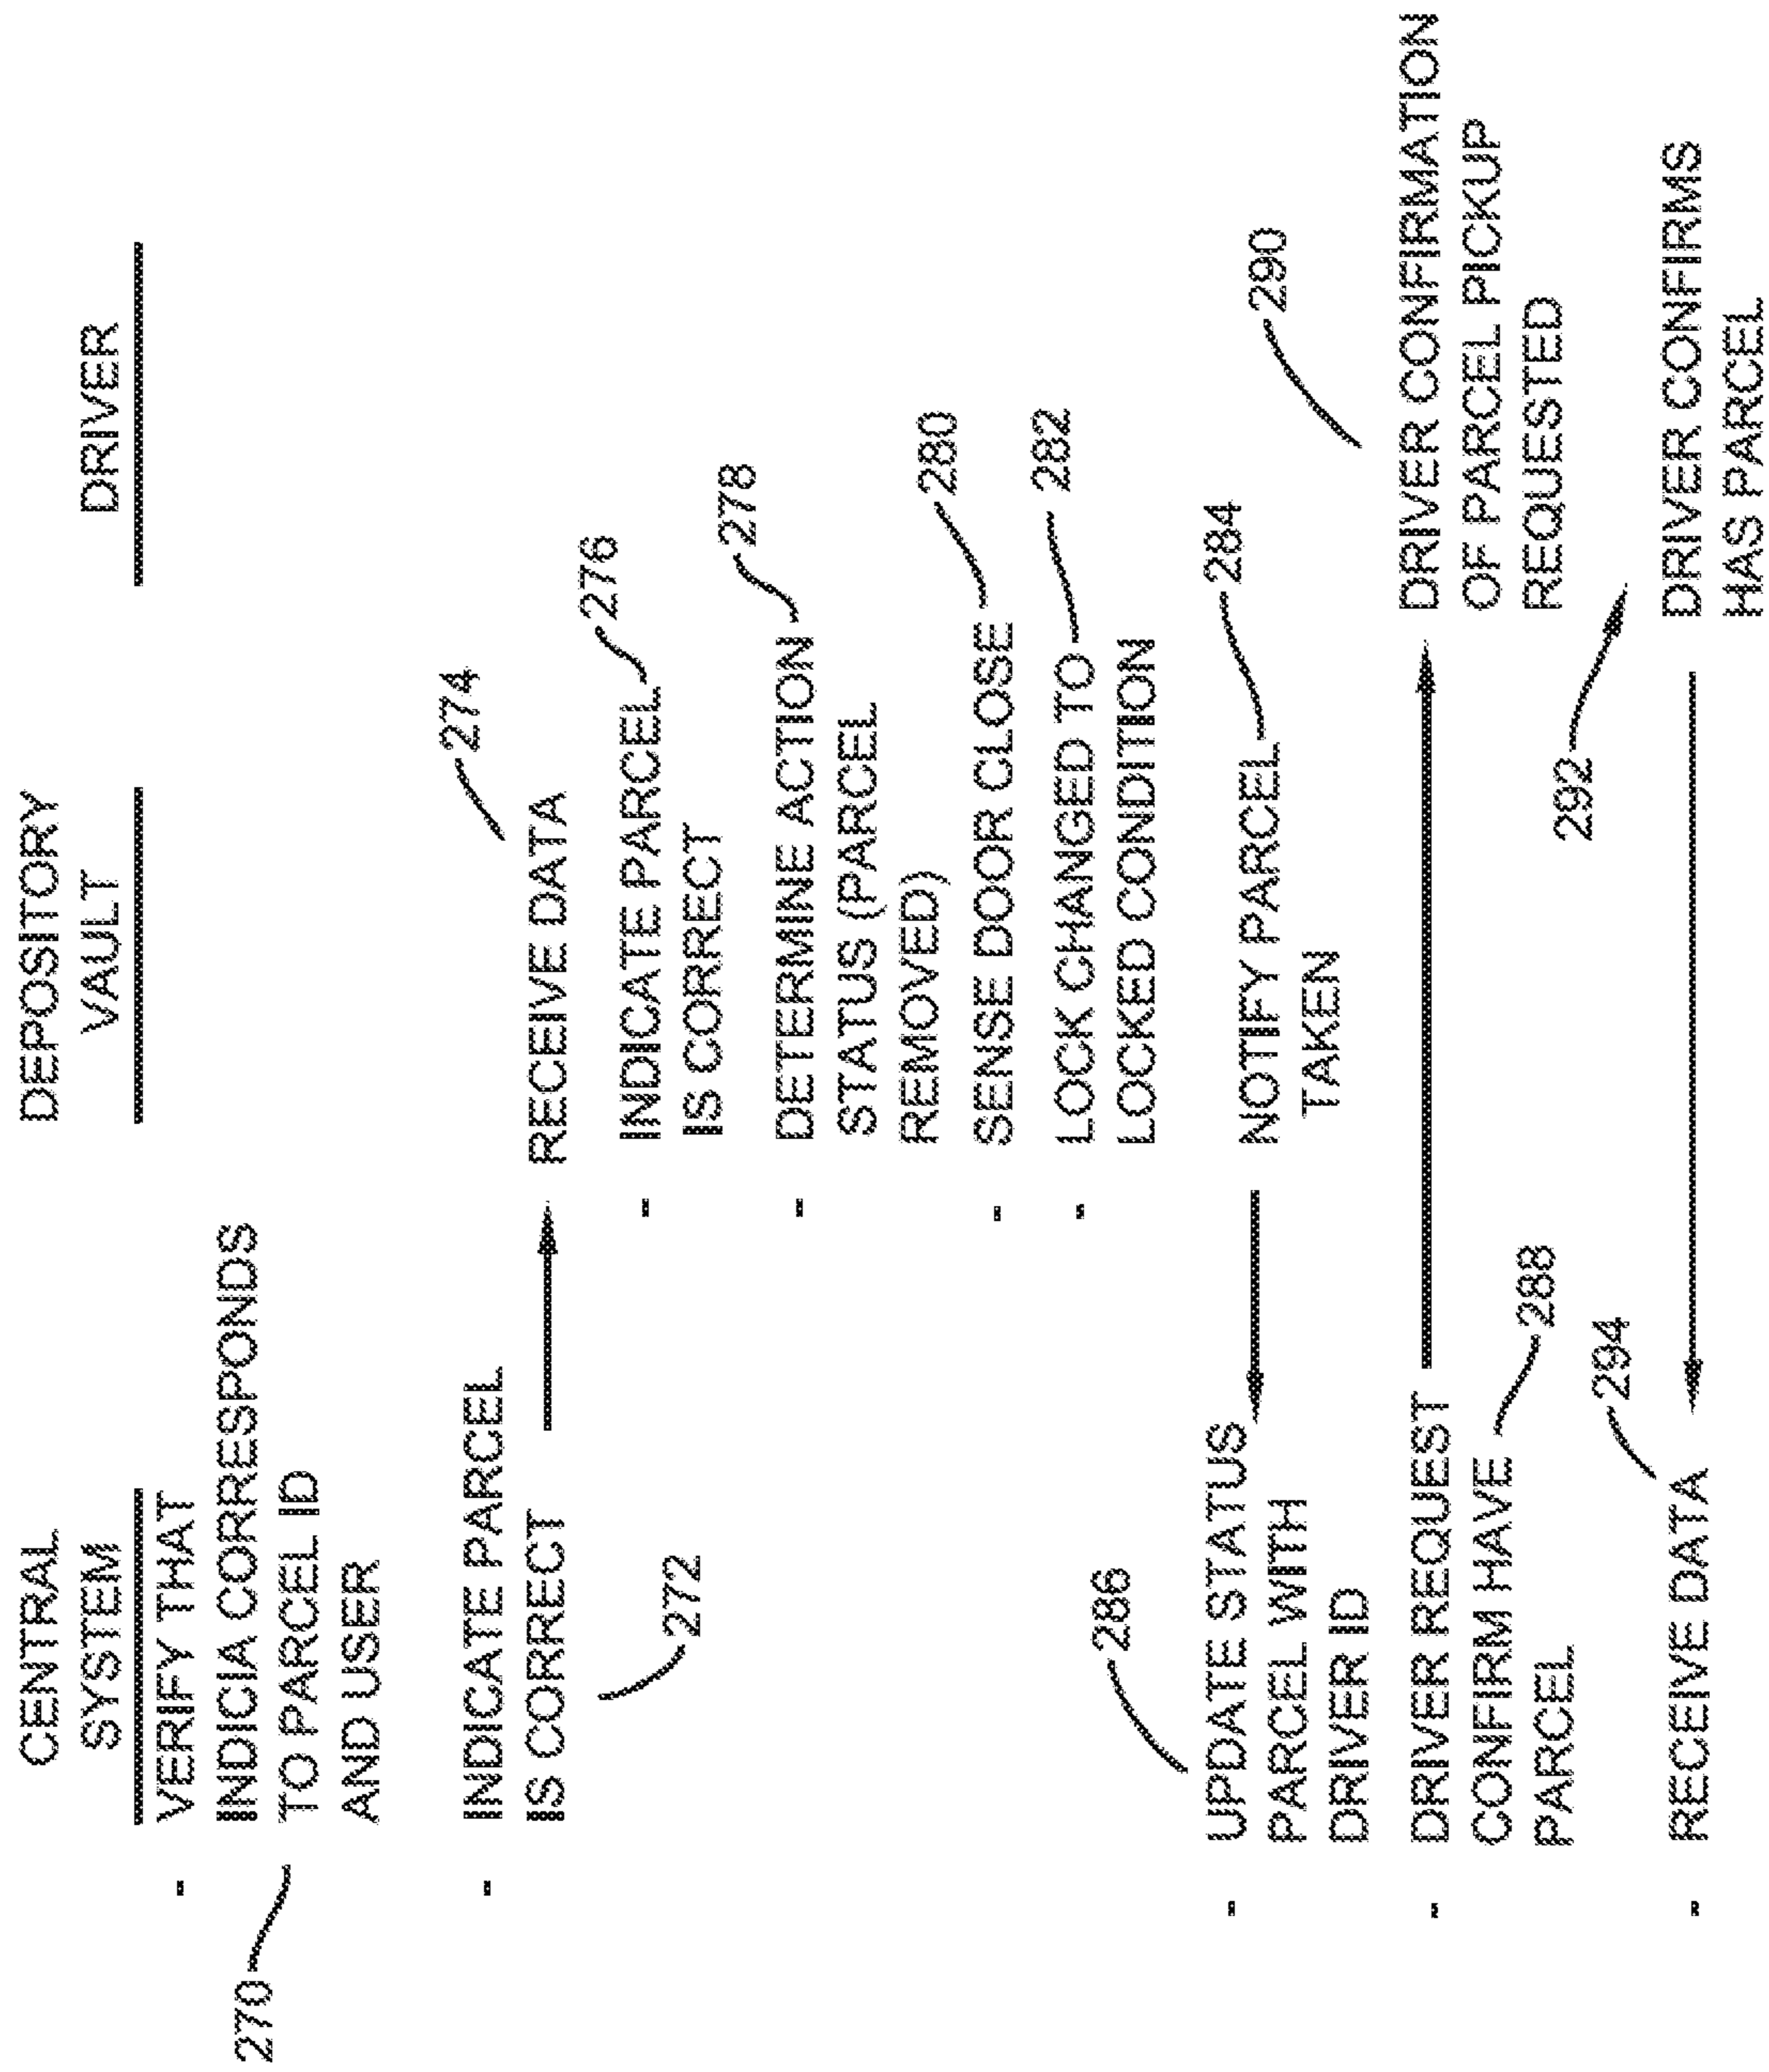 CENTRAL
SYSTEM
DEPOSITORY
VAULT
DRIVER
VERIFY THAT
INDICIA CORRESPONDS
TO PARCEL ID
AND USER
270
INDICATE PARCEL
IS CORRECT
272
RECEIVE DATA
274
INDICATE PARCEL
IS CORRECT
276
DETERMINE ACTION
STATUS (PARCEL
REMOVED)
278
SENSE DOOR CLOSE
280
LOCK CHANGED TO
LOCKED CONDITION
282
NOTIFY PARCEL
TAKEN
284
UPDATE STATUS
PARCEL WITH
DRIVER ID
286
DRIVER REQUEST
CONFIRM HAVE
PARCEL
288
DRIVER CONFIRMATION
OF PARCEL PICKUP
REQUESTED
290
DRIVER CONFIRMS
HAS PARCEL
292
RECEIVE DATA
294